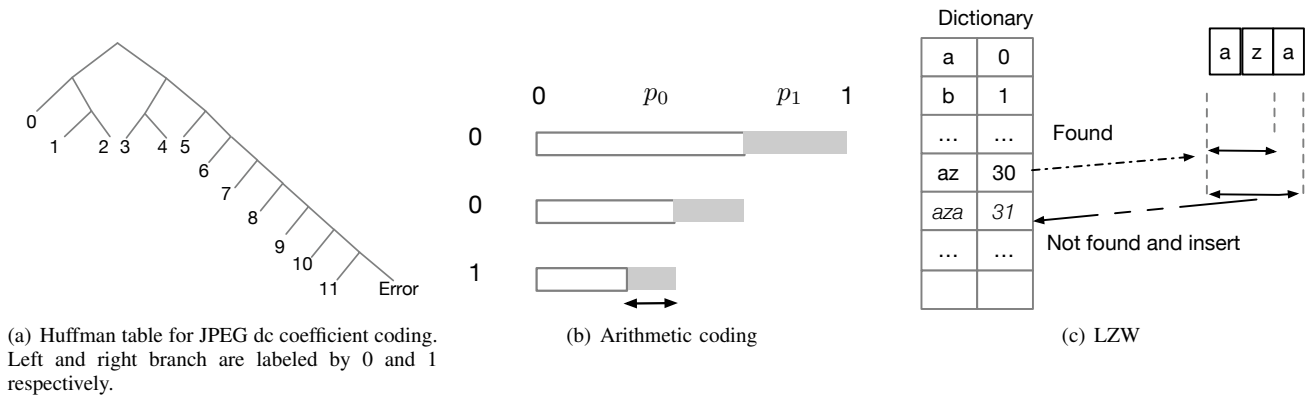 0
1
2
3
4
5
6
7
8
9
10
11
Error
(a) Huffman table for JPEG dc coefficient coding.
Left and right branch are labeled by 0 and 1
respectively.
0 p0 p1 1
0
0
1
(b) Arithmetic coding
Dictionary
a 0
b 1
... ...
az 30
aza 31
... ...
a z a
Found
Not found and insert
(c) LZW